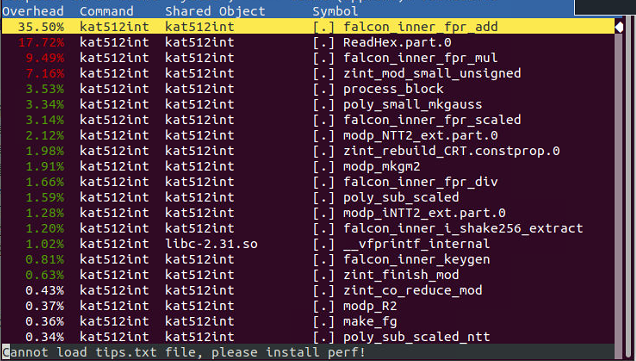 Overhead Command Shared Object Symbol
35.50% kat512int kat512int [.] falcon_inner_fpr_add
17.72% kat512int kat512int [.] ReadHex.part.0
9.49% kat512int kat512int [.] falcon_inner_fpr_mul
7.16% kat512int kat512int [.] zint_mod_small_unsigned
3.53% kat512int kat512int [.] process_block
3.34% kat512int kat512int [.] poly_small_mkgauss
3.14% kat512int kat512int [.] falcon_inner_fpr_scaled
2.12% kat512int kat512int [.] modp_NTT2_ext.part.0
1.98% kat512int kat512int [.] zint_rebuild_CRT.constprop.0
1.91% kat512int kat512int [.] modp_mkgm2
1.66% kat512int kat512int [.] falcon_inner_fpr_div
1.59% kat512int kat512int [.] poly_sub_scaled
1.28% kat512int kat512int [.] modp_iNTT2_ext.part.0
1.20% kat512int kat512int [.] falcon_inner_i_shake256_extract
1.02% kat512int libc-2.31.so [.] __vfprintf_internal
0.81% kat512int kat512int [.] falcon_inner_keygen
0.63% kat512int kat512int [.] zint_finish_mod
0.43% kat512int kat512int [.] zint_co_reduce_mod
0.37% kat512int kat512int [.] modp_R2
0.36% kat512int kat512int [.] make_fg
0.34% kat512int kat512int [.] poly_sub_scaled_ntt
Cannot load tips.txt file, please install perf!